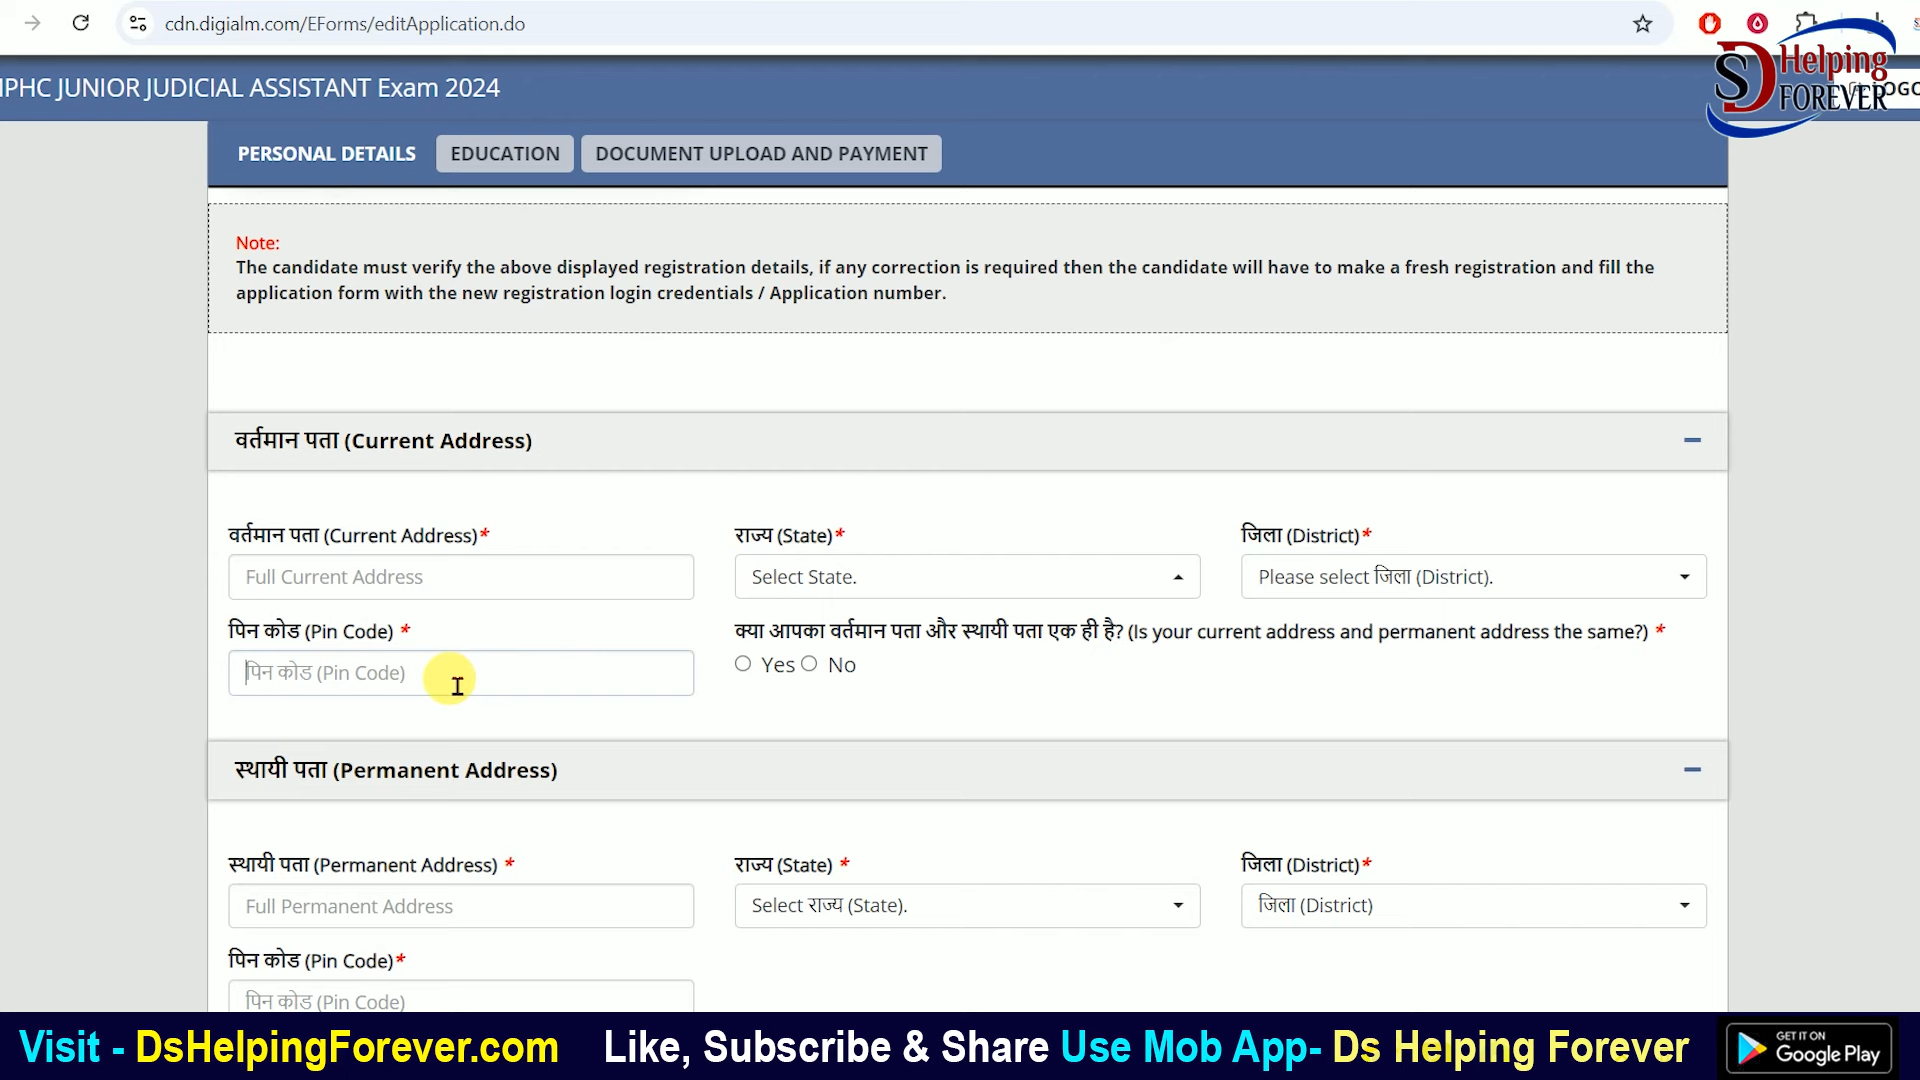 cdn.digialm.com/EForms/editApplication.do
MPHC JUNIOR JUDICIAL ASSISTANT Exam 2024
SD Helping FOREVER
PERSONAL DETAILS
EDUCATION
DOCUMENT UPLOAD AND PAYMENT
Note:
The candidate must verify the above displayed registration details, if any correction is required then the candidate will have to make a fresh registration and fill the
application form with the new registration login credentials / Application number.
वर्तमान पता (Current Address)
वर्तमान पता (Current Address)*
राज्य (State)*
जिला (District)*
Full Current Address
Select State.
Please select जिला (District).
पिन कोड (Pin Code) *
क्या आपका वर्तमान पता और स्थायी पता एक ही है? (Is your current address and permanent address the same?) *
पिन कोड (Pin Code)
Yes No
स्थायी पता (Permanent Address)
स्थायी पता (Permanent Address) *
राज्य (State) *
जिला (District)*
Full Permanent Address
Select राज्य (State).
जिला (District)
पिन कोड (Pin Code)*
पिन कोड (Pin Code)
Visit - DsHelpingForever.com Like, Subscribe & Share Use Mob App- Ds Helping Forever
GET IT ON
Google Play